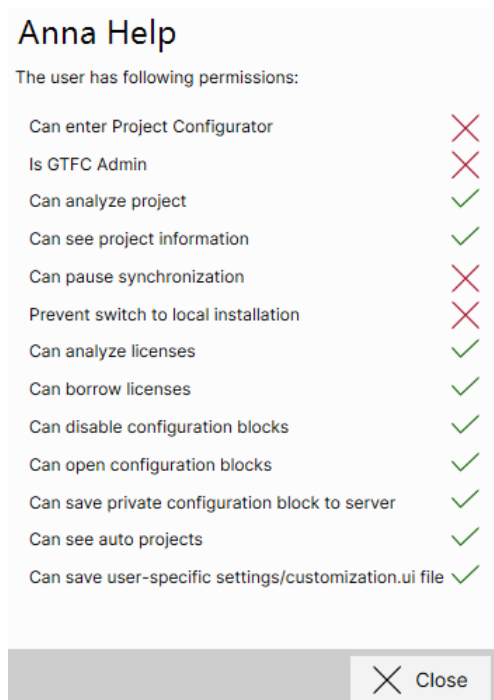 Anna Help
The user has following permissions:
Can enter Project Configurator
Is GTFC Admin
Can analyze project
Can see project information
Can pause synchronization
Prevent switch to local installation
Can analyze licenses
Can borrow licenses
Can disable configuration blocks
Can open configuration blocks
Can save private configuration block to server
Can see auto projects
Can save user-specific settings/customization.ui file
Close